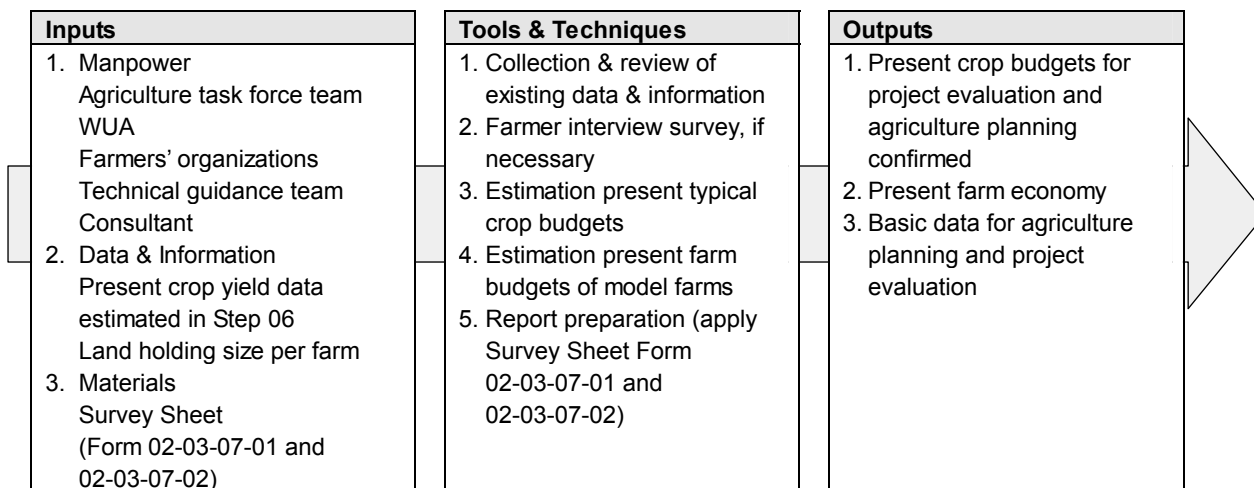 Inputs
1. Manpower
Agriculture task force team
WUA
Farmers’ organizations
Technical guidance team
Consultant
2. Data & Information
Present crop yield data
estimated in Step 06
Land holding size per farm
3. Materials
Survey Sheet
(Form 02-03-07-01 and
02-03-07-02)
Tools & Techniques
1. Collection & review of
existing data & information
2. Farmer interview survey, if
necessary
3. Estimation present typical
crop budgets
4. Estimation present farm
budgets of model farms
5. Report preparation (apply
Survey Sheet Form
02-03-07-01 and
02-03-07-02)
Outputs
1. Present crop budgets for
project evaluation and
agriculture planning
confirmed
2. Present farm economy
3. Basic data for agriculture
planning and project
evaluation